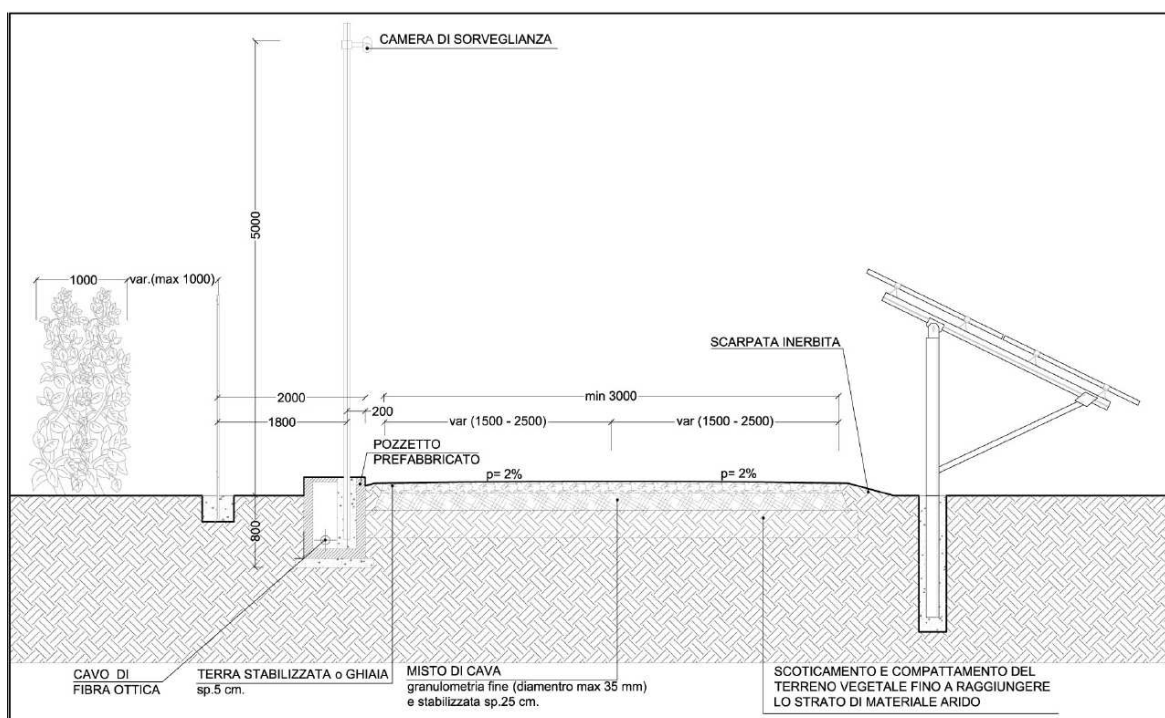 CAMERA DI SORVEGLIANZA
5000
1000
var.(max 1000)
SCARPATA INERBITA
2000
min 3000
200
1800
var (1500 - 2500)
var (1500 - 2500)
POZZETTO
PREFABBRICATO
p= 2%
p= 2%
800
CAVO DI
FIBRA OTTICA
TERRA STABILIZZATA o GHIAIA
sp.5 cm.
MISTO DI CAVA
granulometria fine (diamentro max 35 mm)
e stabilizzata sp.25 cm.
SCOTICAMENTO E COMPATTAMENTO DEL
TERRENO VEGETALE FINO A RAGGIUNGERE
LO STRATO DI MATERIALE ARIDO